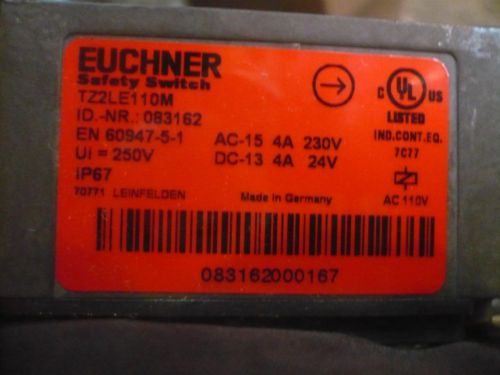 EUCHNER
Safety Switch
TZ2LE110M
ID.-NR.: 083162
EN 60947-5-1
Ui = 250V
IP67
70771 LEINFELDEN
AC-15 4A 230V
DC-13 4A 24V
Made in Germany
C UL US
LISTED
IND.CONT.EQ.
7C77
AC 110V
083162000167